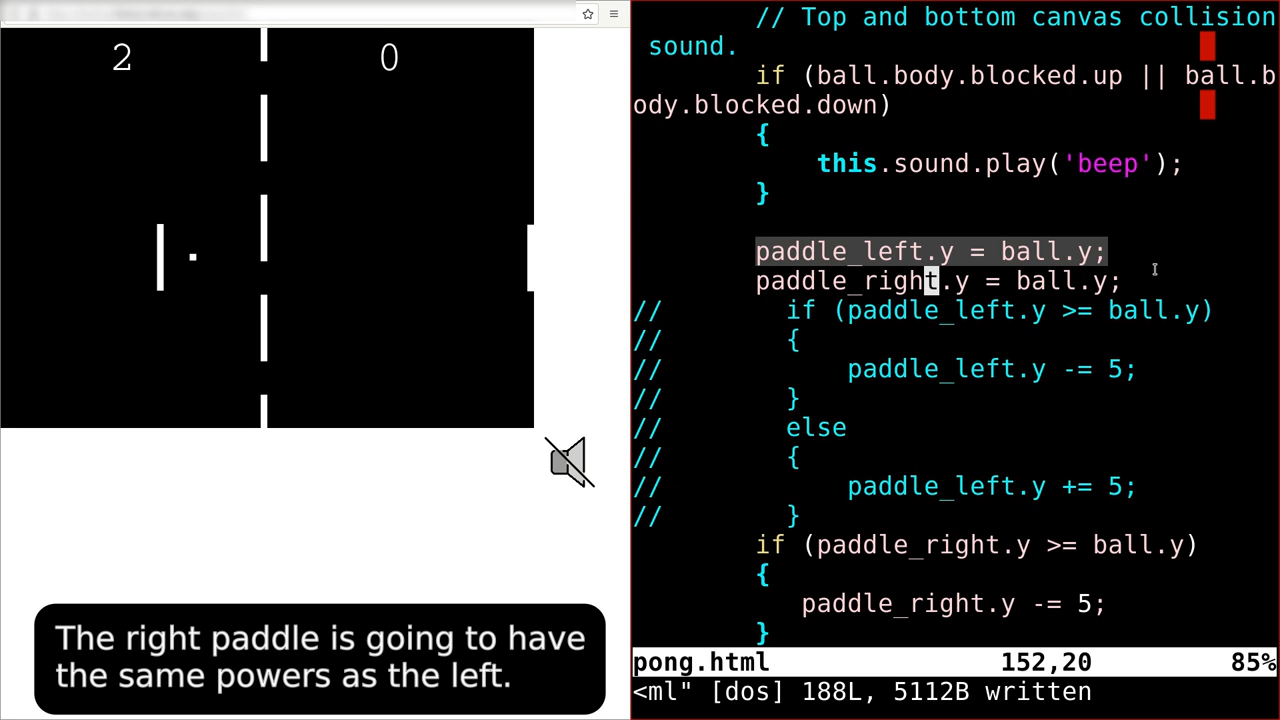 2 0
The right paddle is going to have
the same powers as the left.
// Top and bottom canvas collision
sound.
if (ball.body.blocked.up || ball.b
ody.blocked.down)
{
this.sound.play('beep');
}
paddle_left.y = ball.y;
paddle_right.y = ball.y;
// if (paddle_left.y >= ball.y)
// {
// paddle_left.y -= 5;
// }
// else
// {
// paddle_left.y += 5;
// }
if (paddle_right.y >= ball.y)
{
paddle_right.y -= 5;
}
pong.html 152,20 85%
<ml" [dos] 188L, 5112B written